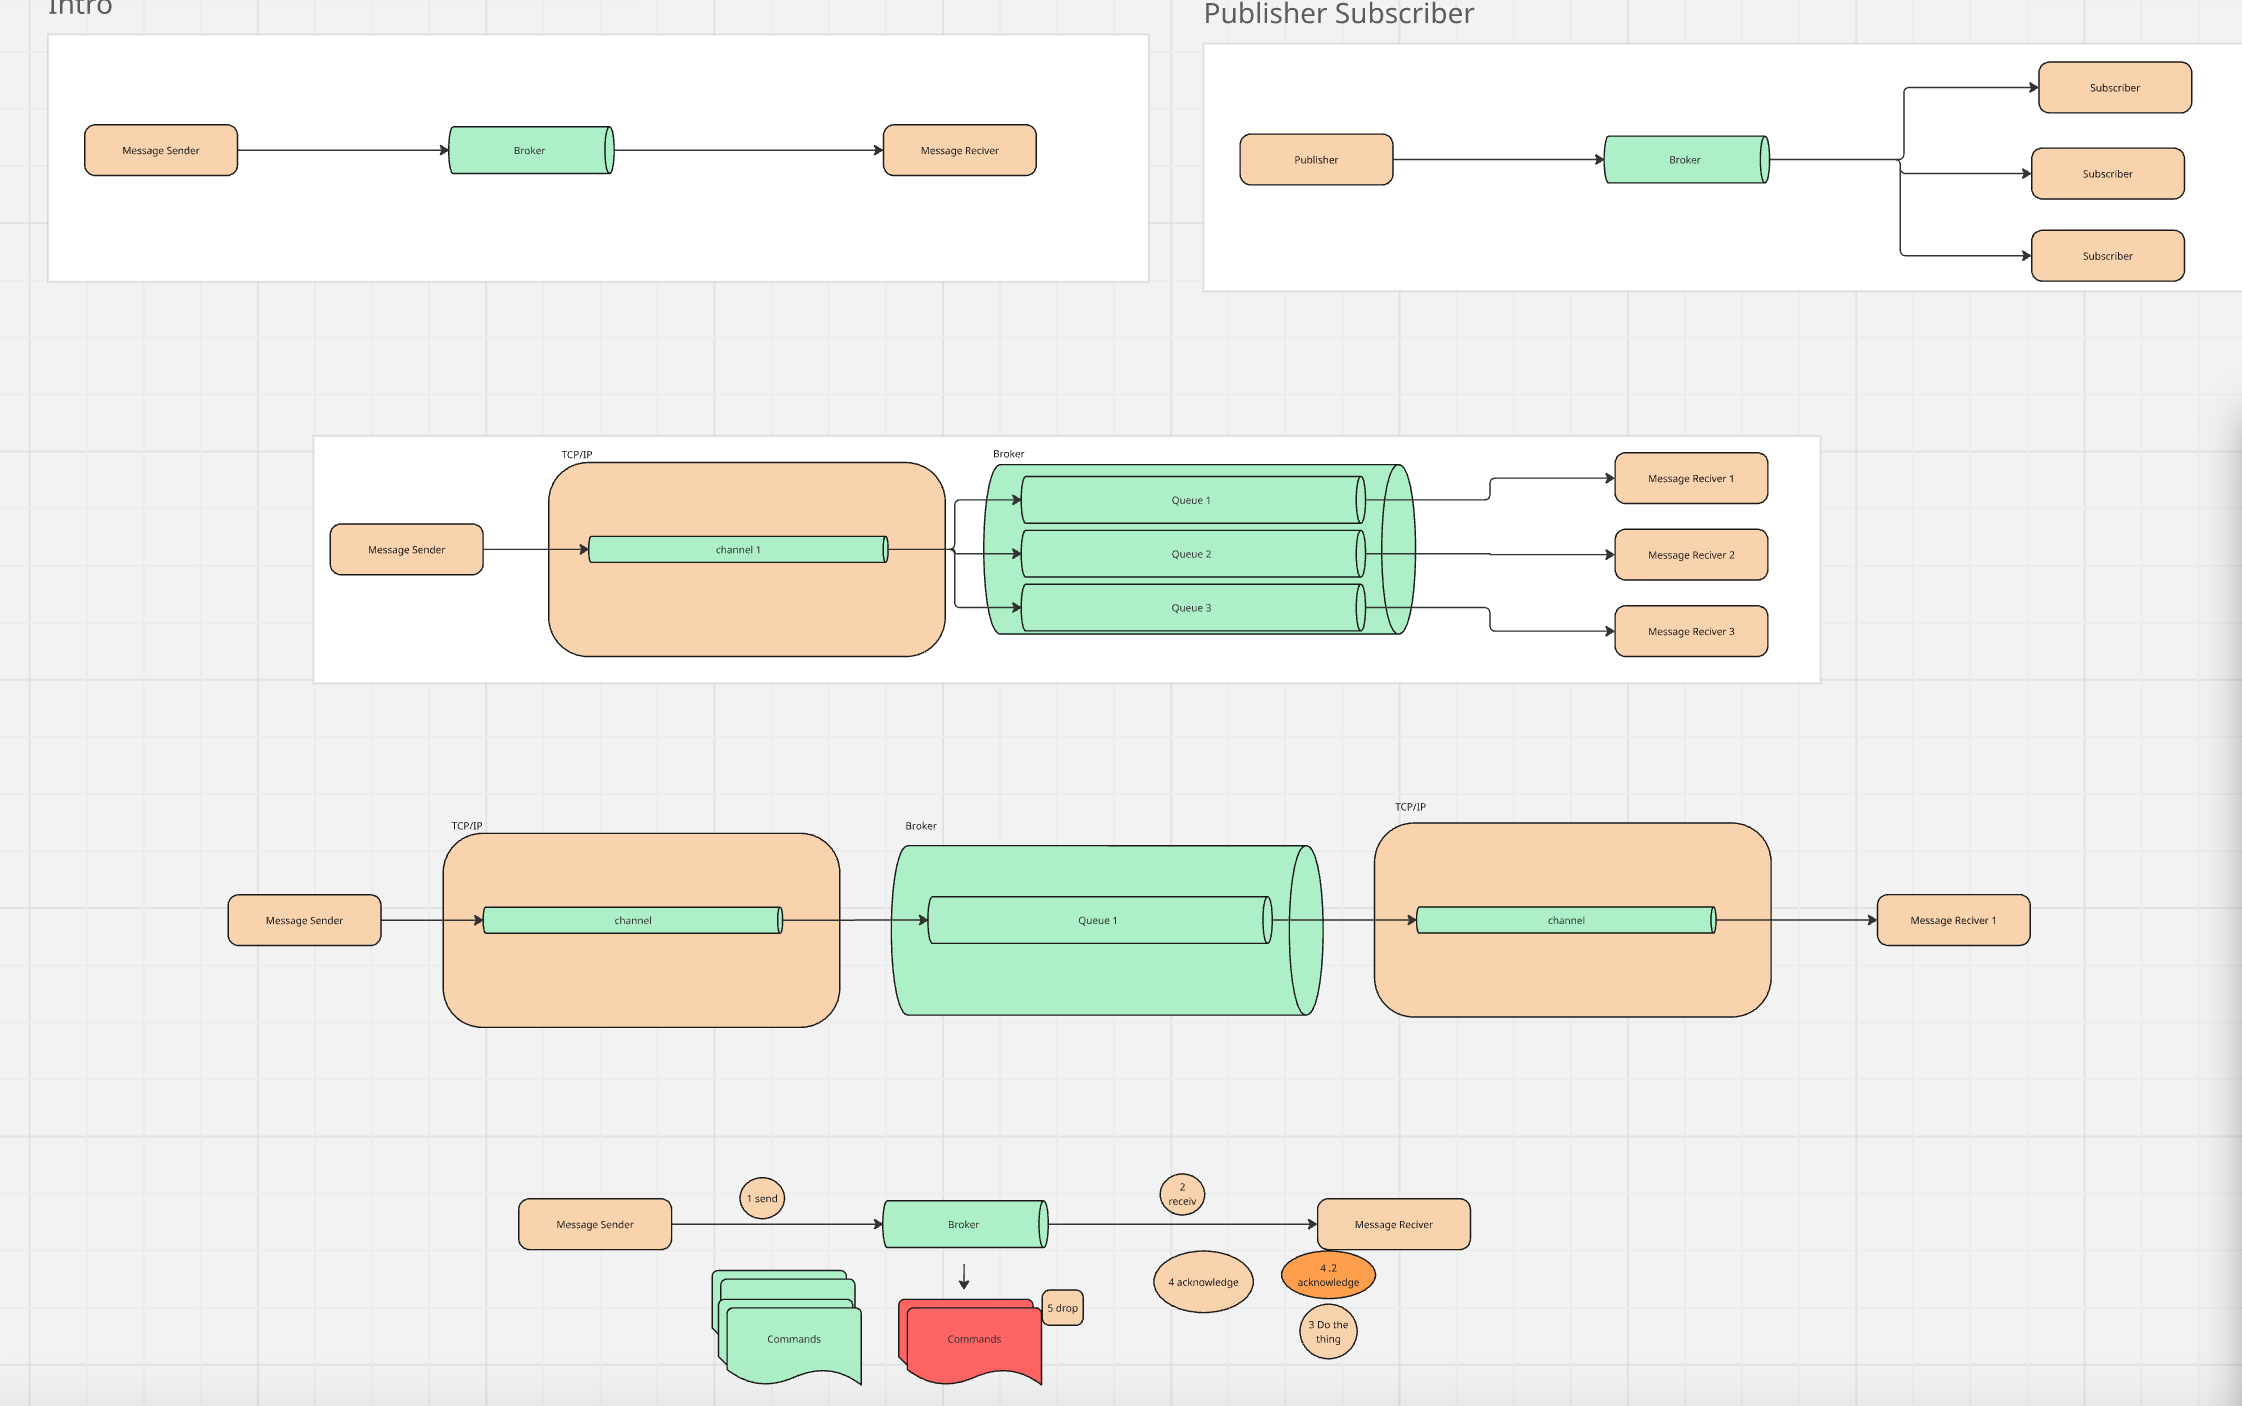 Intro
Publisher Subscriber
Message Sender
Broker
Message Reciver
Publisher
Broker
Subscriber
Subscriber
Subscriber
TCP/IP
Broker
Message Sender
channel 1
Queue 1
Queue 2
Queue 3
Message Reciver 1
Message Reciver 2
Message Reciver 3
TCP/IP
Broker
TCP/IP
Message Sender
channel
Queue 1
channel
Message Reciver 1
1 send
2
receiv
Message Sender
Broker
Message Reciver
4 acknowledge
4 .2
acknowledge
5 drop
3 Do the
thing
Commands
Commands